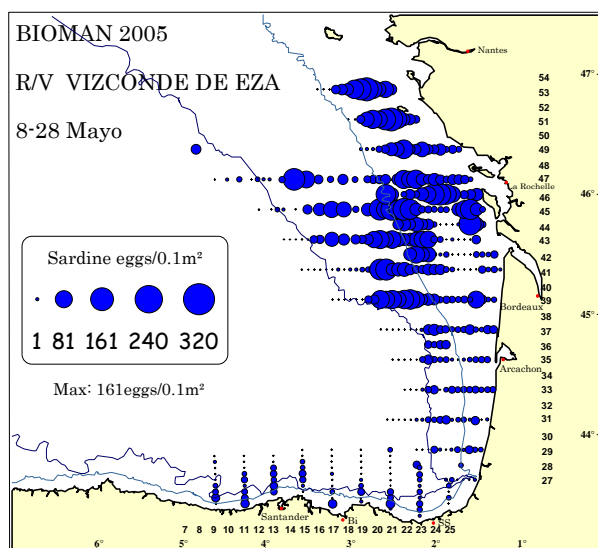 BIOMAN 2005
R/V VIZCONDE DE EZA
8-28 Mayo
Sardine eggs/0.1m²
1 81 161 240 320
Max: 161eggs/0.1m²
Nantes
La Rochelle
Bordeaux
Arcachon
Santander
Bi
SS
47°
46°
45°
44°
54
53
52
51
50
49
48
47
46
45
44
43
42
41
40
39
38
37
36
35
34
33
32
31
30
29
28
27
7 8 9 10 11 12 13 14 15 16 17 18 19 20 21 22 23 24 25
6° 5° 4° 3° 2° 1°